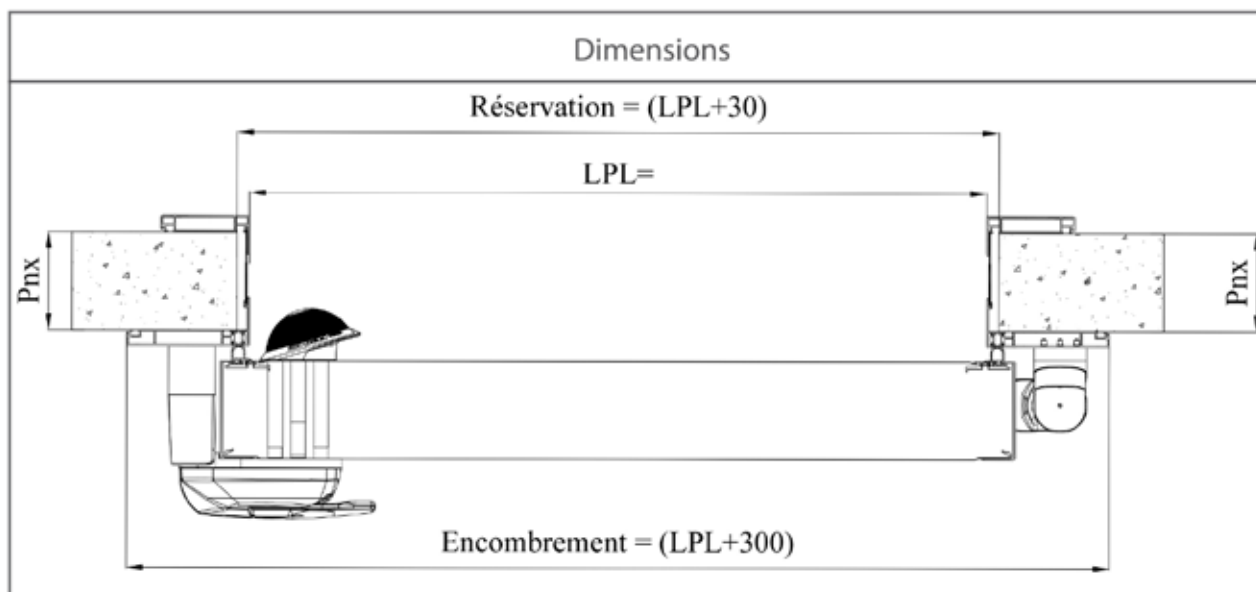 Dimensions
Réservation = (LPL+30)
LPL=
Pnx
Pnx
Encombrement = (LPL+300)